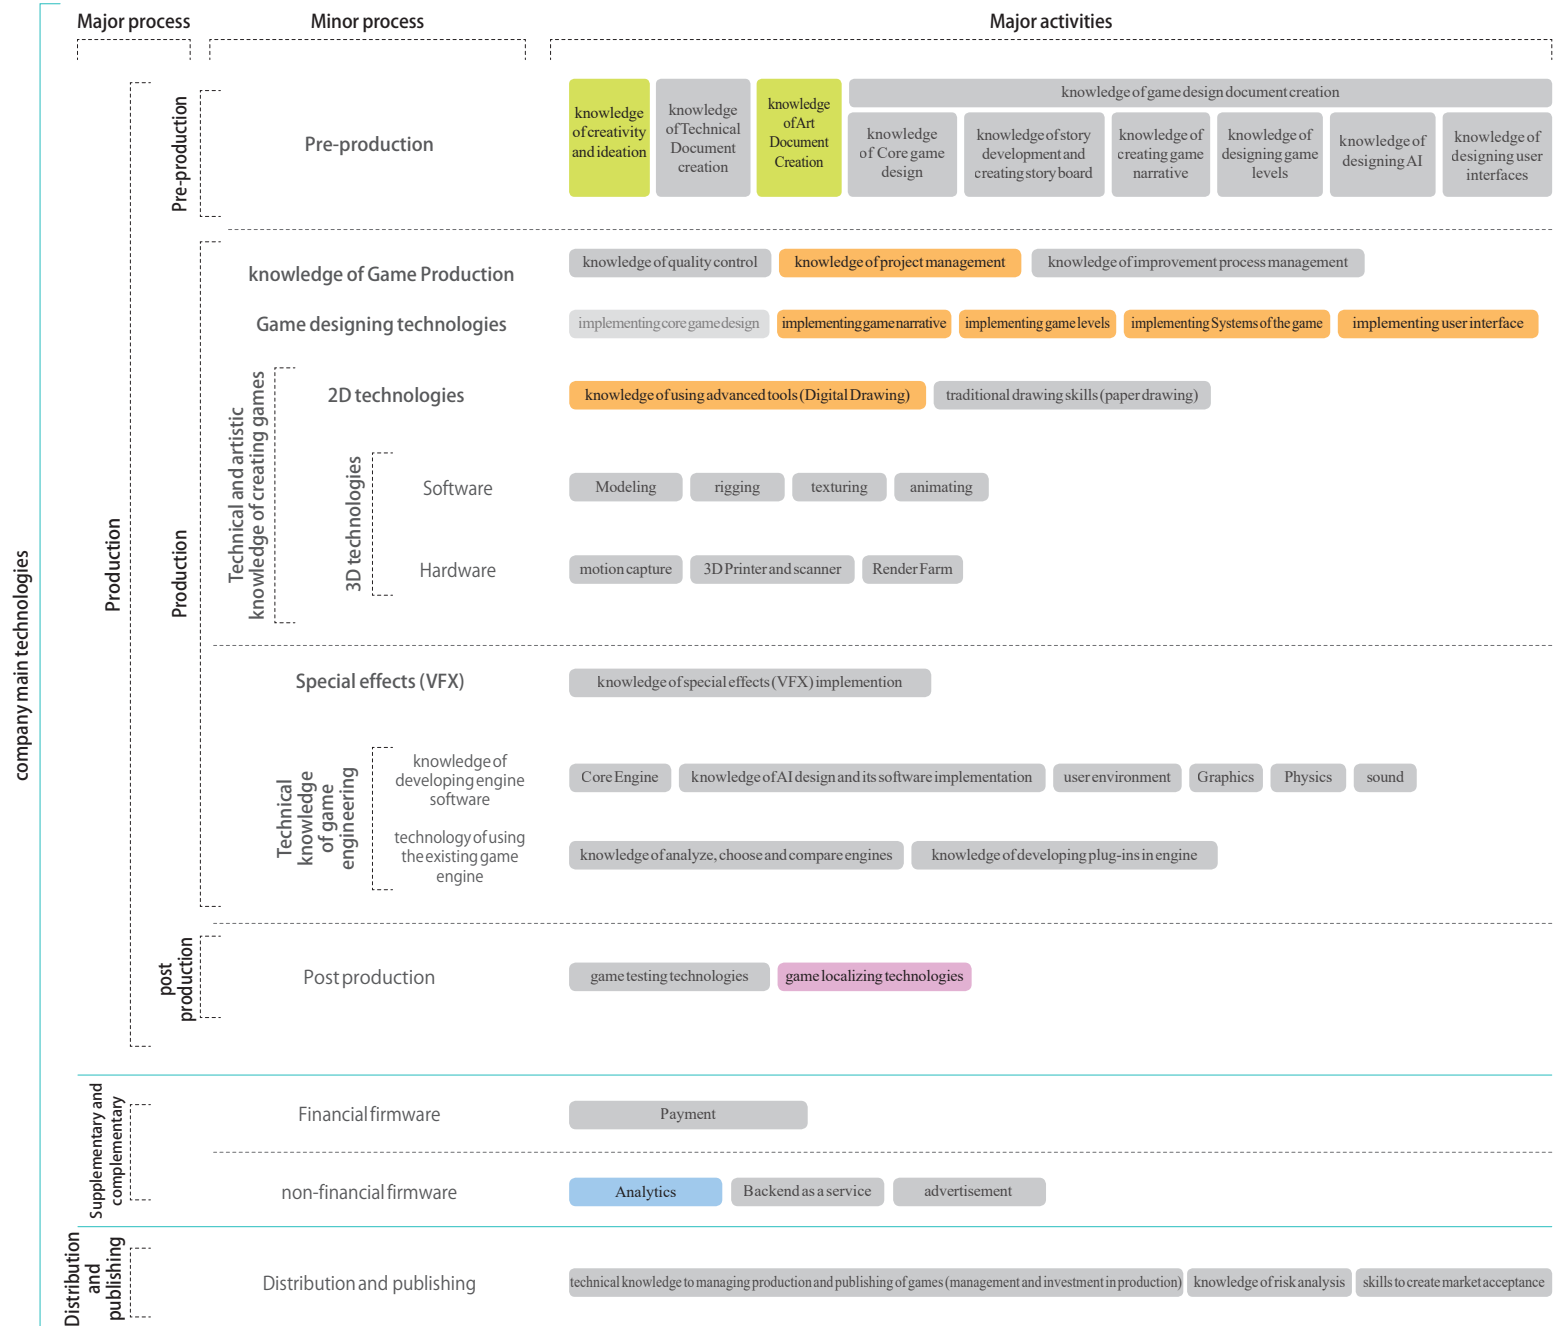 Major process
Minor process
Major activities
company main technologies
Production
Pre-production
Pre-production
knowledge
of creativity
and ideation
knowledge
of Technical
Document
creation
knowledge
of Art
Document
Creation
knowledge of game design document creation
knowledge
of Core game
design
knowledge of story
development and
creating story board
knowledge of
creating game
narrative
knowledge of
designing game
levels
knowledge of
designing AI
knowledge of
designing user
interfaces
Production
knowledge of Game Production
knowledge of quality control
knowledge of project management
knowledge of improvement process management
Game designing technologies
implementing core game design
implementing game narrative
implementing game levels
implementing Systems of the game
implementing user interface
Technical and artistic
knowledge of creating games
2D technologies
knowledge of using advanced tools (Digital Drawing)
traditional drawing skills (paper drawing)
3D technologies
Software
Modeling
rigging
texturing
animating
Hardware
motion capture
3D Printer and scanner
Render Farm
Special effects (VFX)
knowledge of special effects (VFX) implemention
Technical
knowledge
of game
engineering
knowledge of
developing engine
software
Core Engine
knowledge of AI design and its software implementation
user environment
Graphics
Physics
sound
technology of using
the existing game
engine
knowledge of analyze, choose and compare engines
knowledge of developing plug-ins in engine
post
production
Post production
game testing technologies
game localizing technologies
Supplementary and
complementary
Financial firmware
Payment
non-financial firmware
Analytics
Backend as a service
advertisement
Distribution
and
publishing
Distribution and publishing
technical knowledge to managing production and publishing of games (management and investment in production)
knowledge of risk analysis
skills to create market acceptance